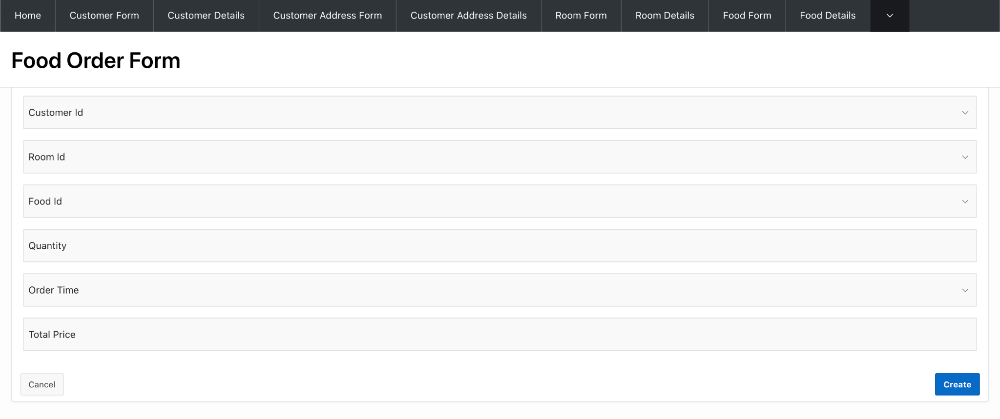 Home Customer Form Customer Details Customer Address Form Customer Address Details Room Form Room Details Food Form Food Details
Food Order Form
Customer Id
Room Id
Food Id
Quantity
Order Time
Total Price
Cancel Create